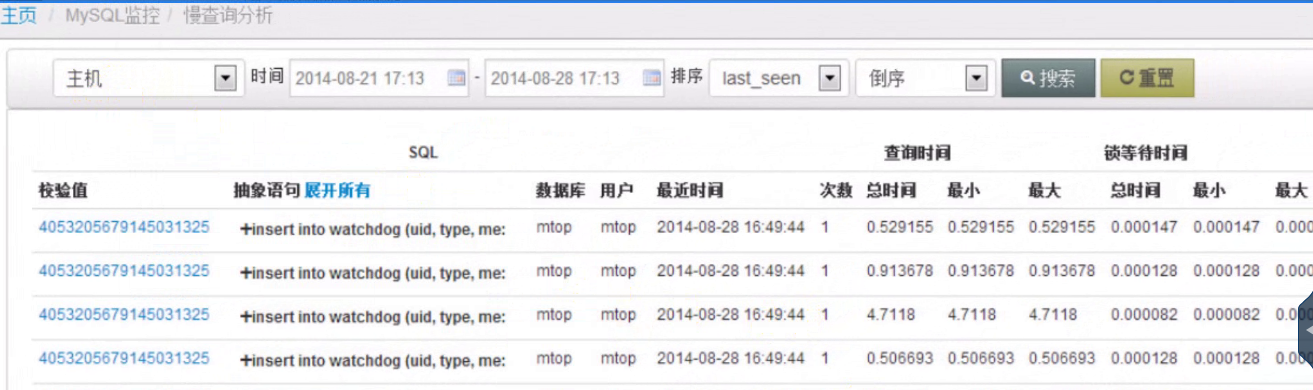 主页 / MySQL监控 / 慢查询分析
主机 时间 2014-08-21 17:13 - 2014-08-28 17:13 排序 last_seen 倒序 搜索 重置
SQL 查询时间 锁等待时间
校验值 抽象语句 展开所有 数据库 用户 最近时间 次数 总时间 最小 最大 总时间 最小 最大
4053205679145031325 +insert into watchdog (uid, type, me: mtop mtop 2014-08-28 16:49:44 1 0.529155 0.529155 0.529155 0.000147 0.000147 0.000
4053205679145031325 +insert into watchdog (uid, type, me: mtop mtop 2014-08-28 16:49:44 1 0.913678 0.913678 0.913678 0.000128 0.000128 0.000
4053205679145031325 +insert into watchdog (uid, type, me: mtop mtop 2014-08-28 16:49:44 1 4.7118 4.7118 4.7118 0.000082 0.000082
4053205679145031325 +insert into watchdog (uid, type, me: mtop mtop 2014-08-28 16:49:44 1 0.506693 0.506693 0.506693 0.000128 0.000128